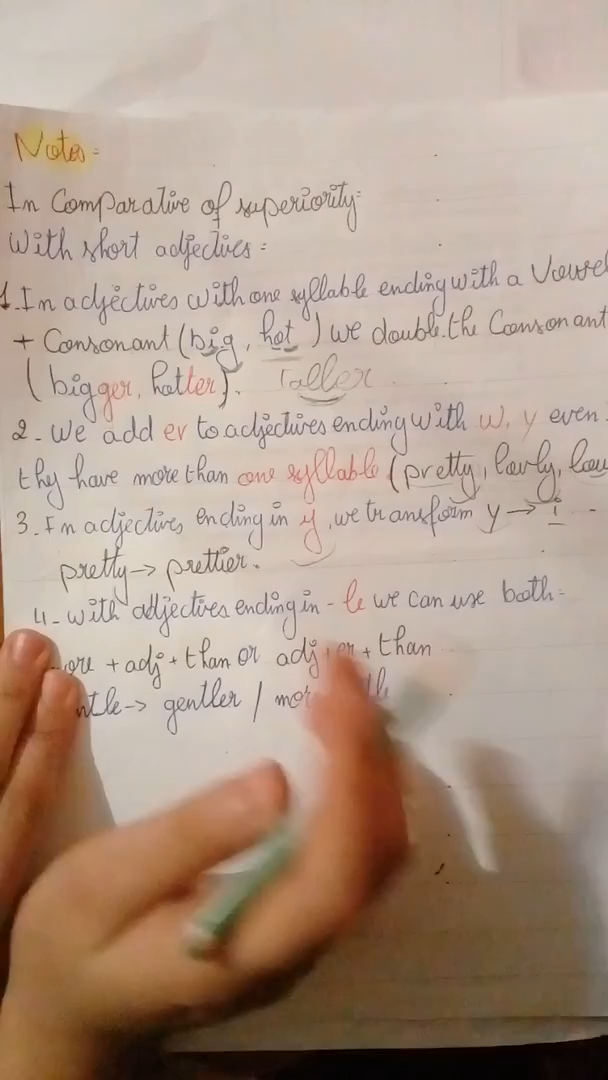 Notes:
In Comparative of superiority:
With short adjectives:
1. In adjectives with one syllable ending with a Vowel
+ Consonant (big, hot) we double the Consonant
(bigger, hotter). Taller
2 - We add er to adjectives ending with w, y even
they have more than one syllable (pretty, lovly,
3. In adjectives ending in y, we transform y → i
pretty → prettier.
4 - with adjectives ending in - le we can use both:
+ adj + than or adj + er + than
→ gentler /